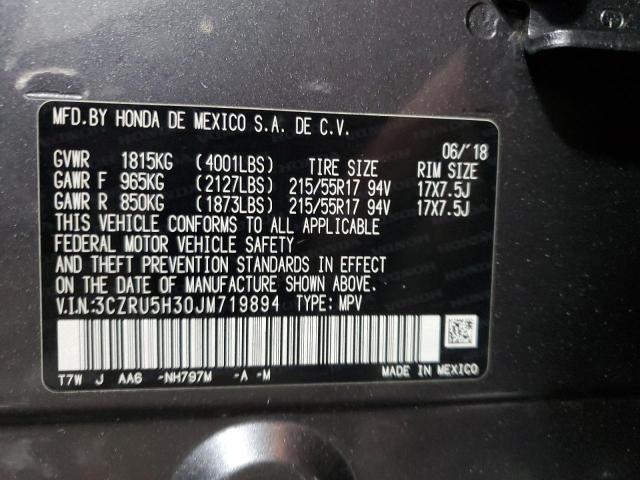 MFD.BY HONDA DE MEXICO S.A. DE C.V.
06/'18
GVWR 1815KG (4001LBS) TIRE SIZE RIM SIZE
GAWR F 965KG (2127LBS) 215/55R17 94V 17X7.5J
GAWR R 850KG (1873LBS) 215/55R17 94V 17X7.5J
THIS VEHICLE CONFORMS TO ALL APPLICABLE
FEDERAL MOTOR VEHICLE SAFETY
AND THEFT PREVENTION STANDARDS IN EFFECT
ON THE DATE OF MANUFACTURE SHOWN ABOVE.
V.I.N.:3CZRU5H30JM719894 TYPE: MPV
T7W J AA6 -NH797M -A -M MADE IN MEXICO